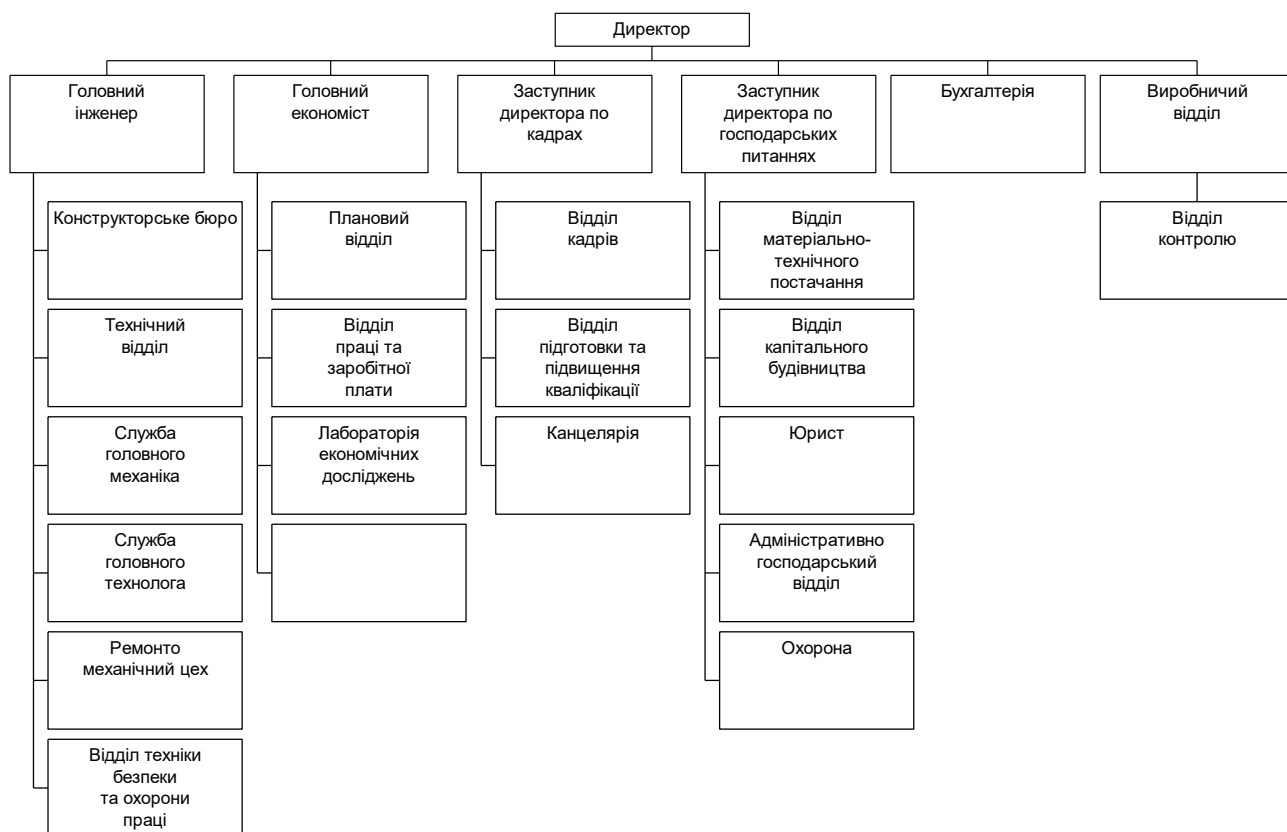 Директор
Головний
інженер
Головний
економіст
Заступник
директора по
кадрах
Заступник
директора по
господарських
питаннях
Бухгалтерія
Виробничий
відділ
Конструкторське бюро
Плановий
відділ
Відділ
кадрів
Відділ
матеріально-
технічного
постачання
Відділ
контролю
Технічний
відділ
Відділ
праці та
заробітної
плати
Відділ
підготовки та
підвищення
кваліфікації
Відділ
капітального
будівництва
Служба
головного
механіка
Лабораторія
економічних
досліджень
Канцелярія
Юрист
Служба
головного
технолога
Адміністративно
господарський
відділ
Ремонто
механічний цех
Охорона
Відділ техніки
безпеки
та охорони
праці